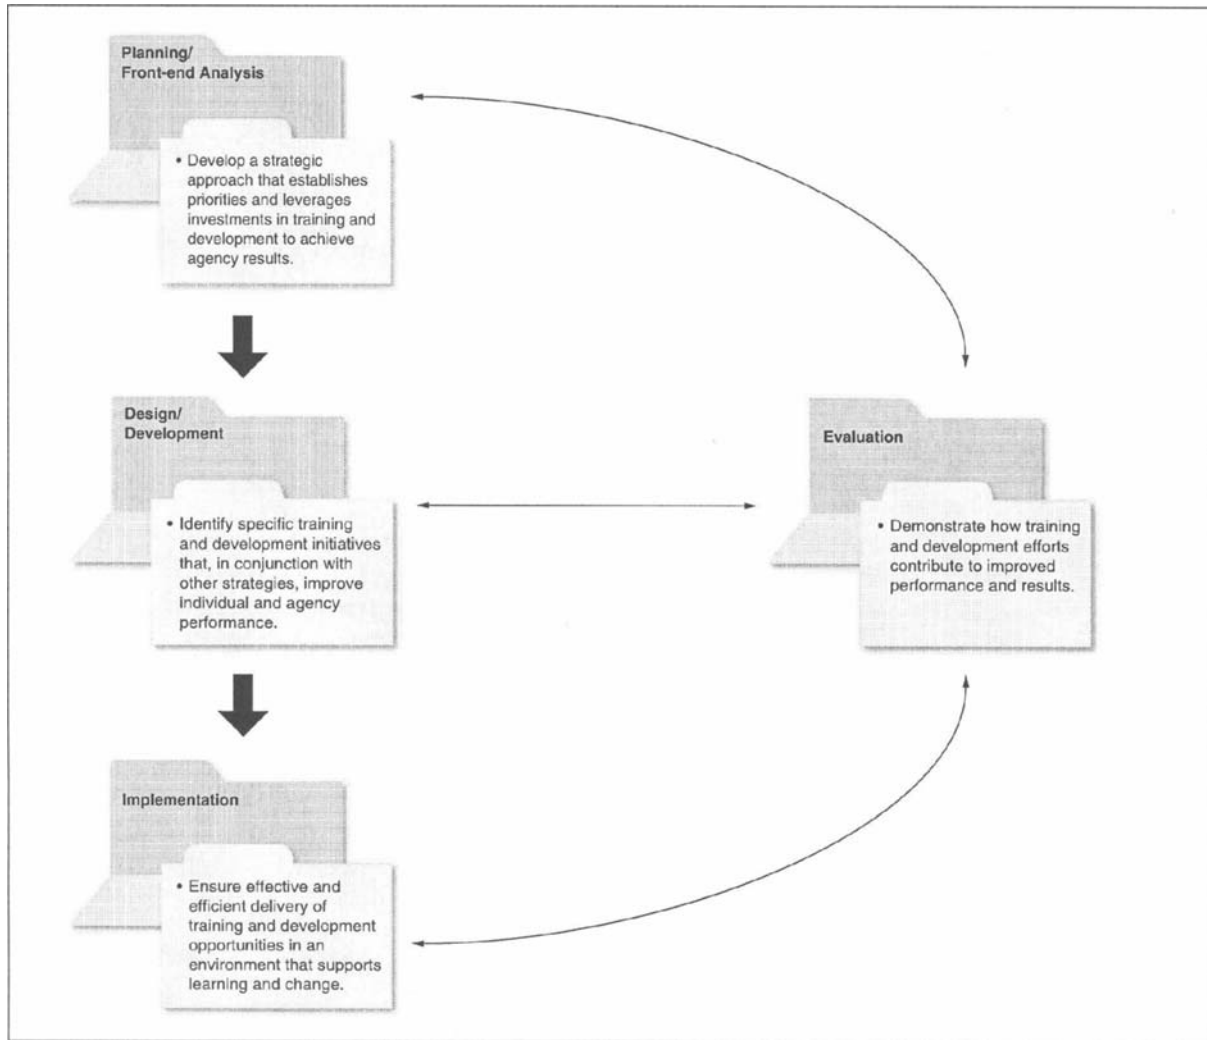 Planning/
Front-end Analysis
• Develop a strategic
approach that establishes
priorities and leverages
investments in training and
development to achieve
agency results.
Design/
Development
• Identify specific training
and development initiatives
that, in conjunction with
other strategies, improve
individual and agency
performance.
Evaluation
• Demonstrate how training
and development efforts
contribute to improved
performance and results.
Implementation
• Ensure effective and
efficient delivery of
training and development
opportunities in an
environment that supports
learning and change.